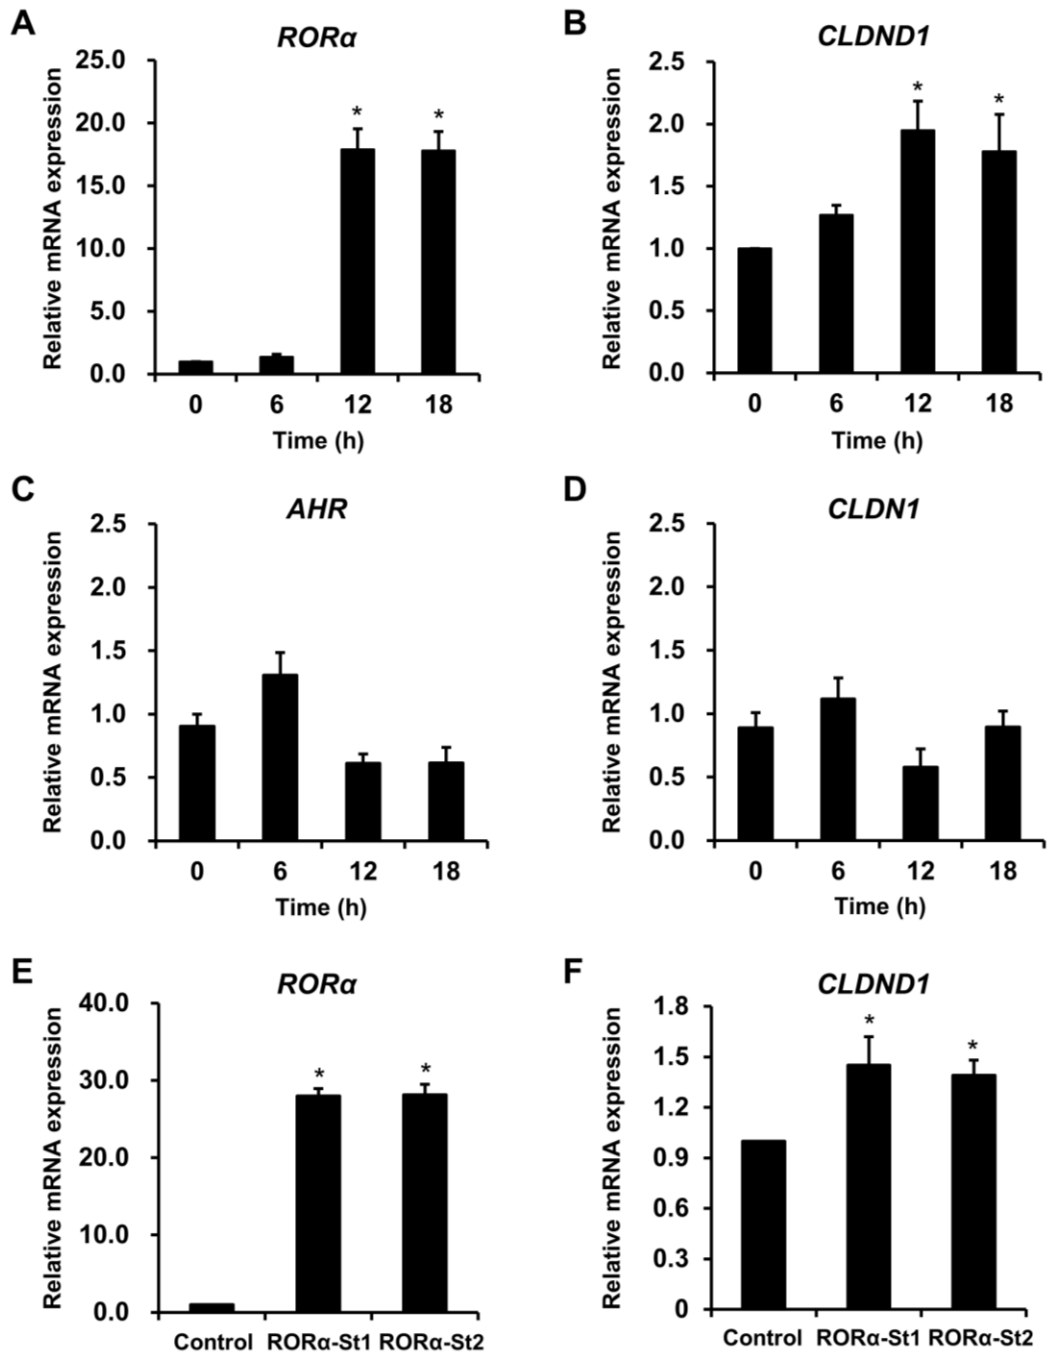 A
RORα
Relative mRNA expression
25.0
20.0
15.0
10.0
5.0
0.0
*
*
0 6 12 18
Time (h)
B
CLDND1
Relative mRNA expression
2.5
2.0
1.5
1.0
0.5
0.0
*
*
0 6 12 18
Time (h)
C
AHR
Relative mRNA expression
2.5
2.0
1.5
1.0
0.5
0.0
0 6 12 18
Time (h)
D
CLDN1
Relative mRNA expression
2.5
2.0
1.5
1.0
0.5
0.0
0 6 12 18
Time (h)
E
RORα
Relative mRNA expression
40.0
30.0
20.0
10.0
0.0
*
*
Control RORα-St1 RORα-St2
F
CLDND1
Relative mRNA expression
1.8
1.5
1.2
0.9
0.6
0.3
0
*
*
Control RORα-St1 RORα-St2